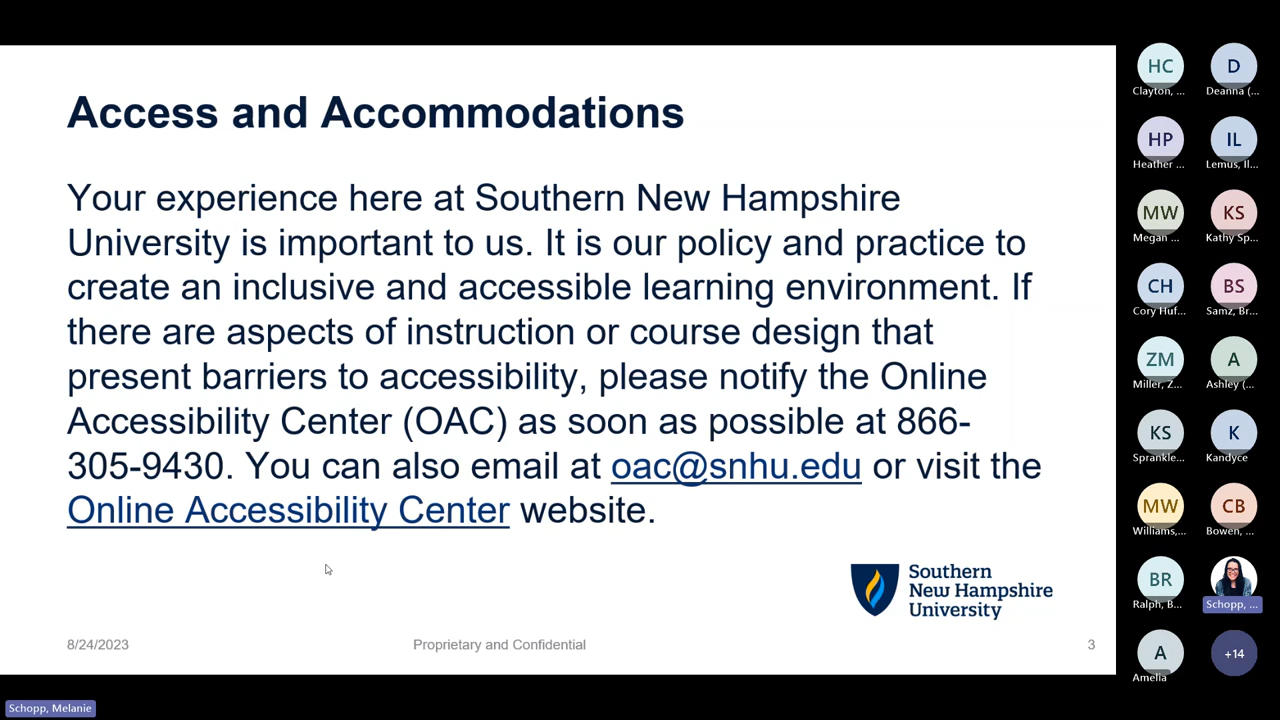 Access and Accommodations
Your experience here at Southern New Hampshire
University is important to us. It is our policy and practice to
create an inclusive and accessible learning environment. If
there are aspects of instruction or course design that
present barriers to accessibility, please notify the Online
Accessibility Center (OAC) as soon as possible at 866-
305-9430. You can also email at oac@snhu.edu or visit the
Online Accessibility Center website.
Southern
New Hampshire
University
8/24/2023
Proprietary and Confidential
3
HC
Clayton, ...
D
Deanna (...
HP
Heather ...
IL
Lemus, Il...
MW
Megan ...
KS
Kathy Sp...
CH
Cory Huf...
BS
Samz, Br...
ZM
Miller, Z...
A
Ashley (...
KS
Sprankle...
K
Kandyce
MW
Williams,...
CB
Bowen, ...
BR
Ralph, B...
Schopp, ...
A
Amelia
+14
Schopp, Melanie